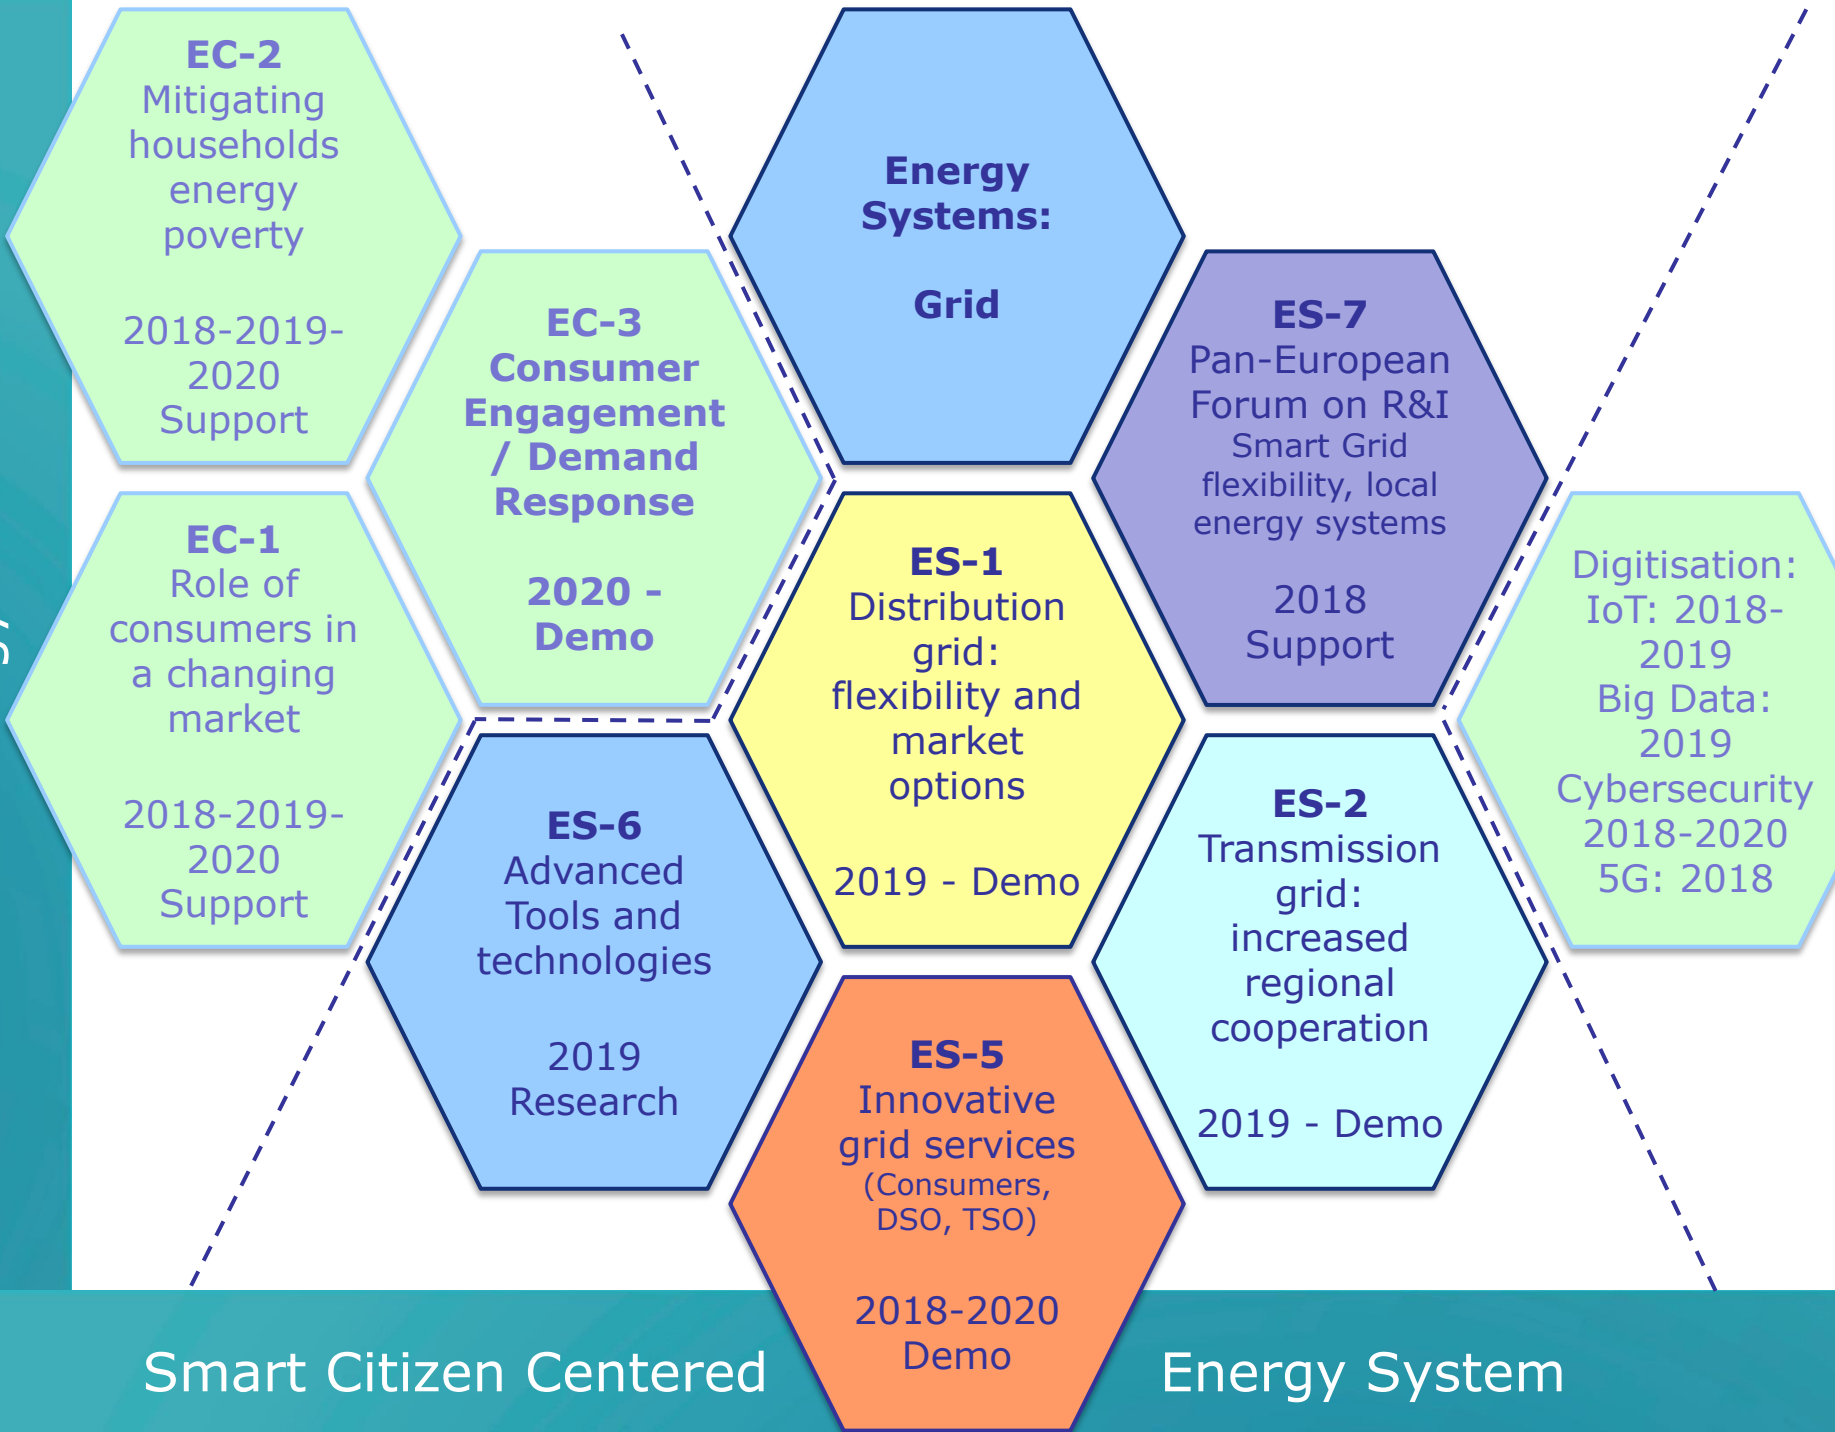 EC-2
Mitigating
households
energy
poverty
2018-2019-
2020
Support
EC-1
Role of
consumers in
a changing
market
2018-2019-
2020
Support
EC-3
Consumer
Engagement
/ Demand
Response
2020 -
Demo
Energy
Systems:
Grid
ES-7
Pan-European
Forum on R&I
Smart Grid
flexibility, local
energy systems
2018
Support
ES-1
Distribution
grid:
flexibility and
market
options
2019 - Demo
Digitisation:
IoT: 2018-
2019
Big Data:
2019
Cybersecurity
2018-2020
5G: 2018
ES-6
Advanced
Tools and
technologies
2019
Research
ES-2
Transmission
grid:
increased
regional
cooperation
2019 - Demo
ES-5
Innovative
grid services
(Consumers,
DSO, TSO)
2018-2020
Demo
Smart Citizen Centered
Energy System